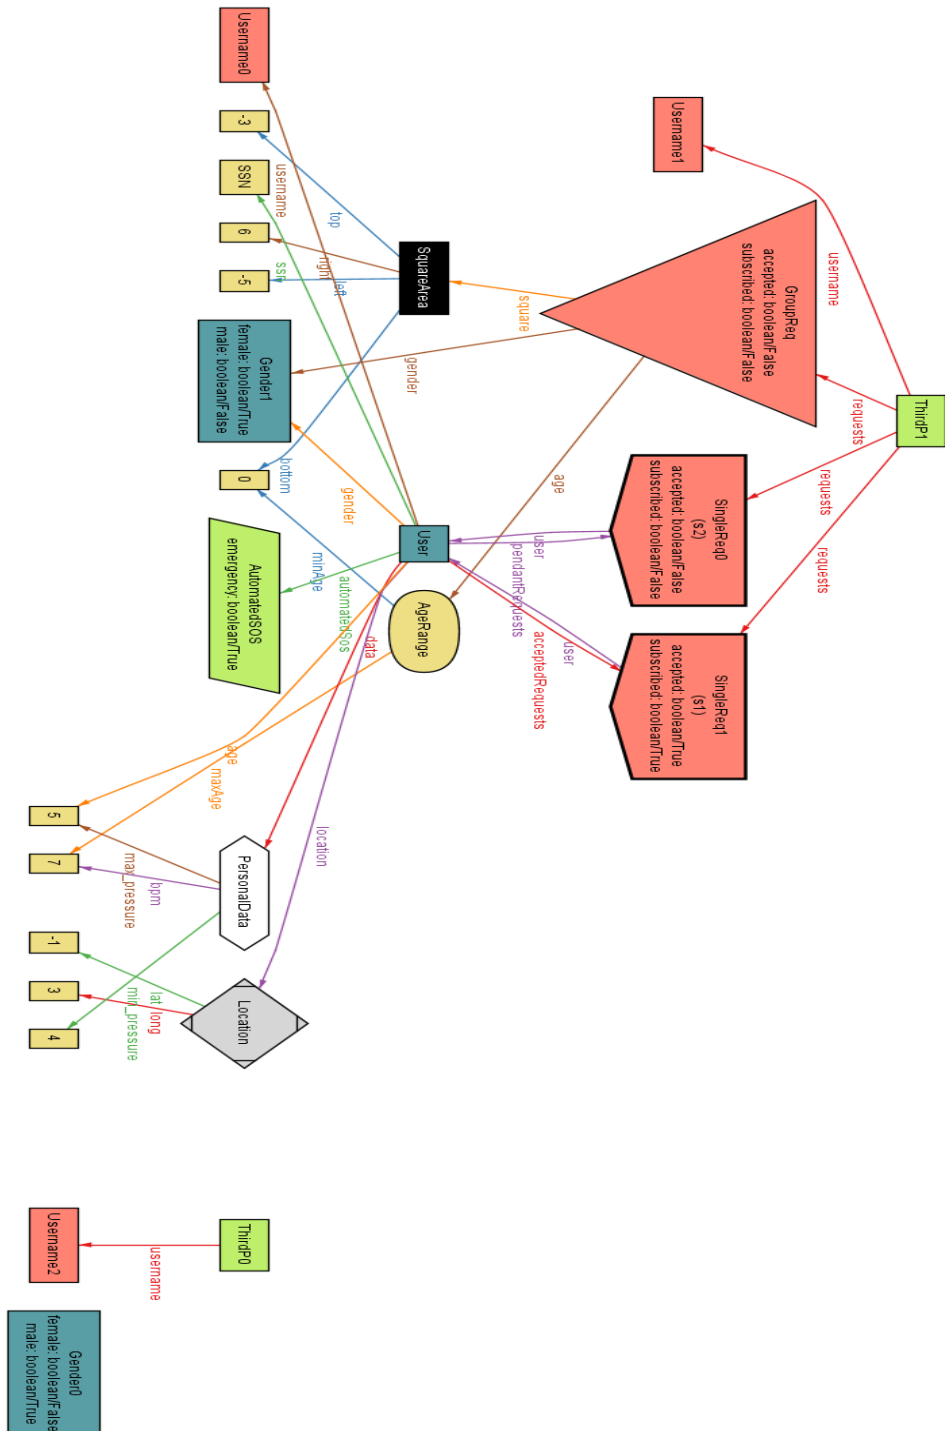 ThirdP1
username
requests
requests
requests
Username1
GroupReq
accepted: boolean/False
subscribed: boolean/False
SingleReq0
(s2)
accepted: boolean/False
subscribed: boolean/False
SingleReq1
(s1)
accepted: boolean/True
subscribed: boolean/True
square
gender
age
user
pendantRequests
user
acceptedRequests
SquareArea
User
AgeRange
top
right
left
bottom
username
ssn
gender
minAge
automatedSos
data
location
age
maxAge
Username0
-3
SSN
6
-5
Gender1
female: boolean/True
male: boolean/False
0
AutomatedSOS
emergency: boolean/True
PersonalData
Location
ThirdP0
max_pressure
bpm
min_pressure
lat
long
username
5
7
-1
3
4
Username2
Gender0
female: boolean/False
male: boolean/True